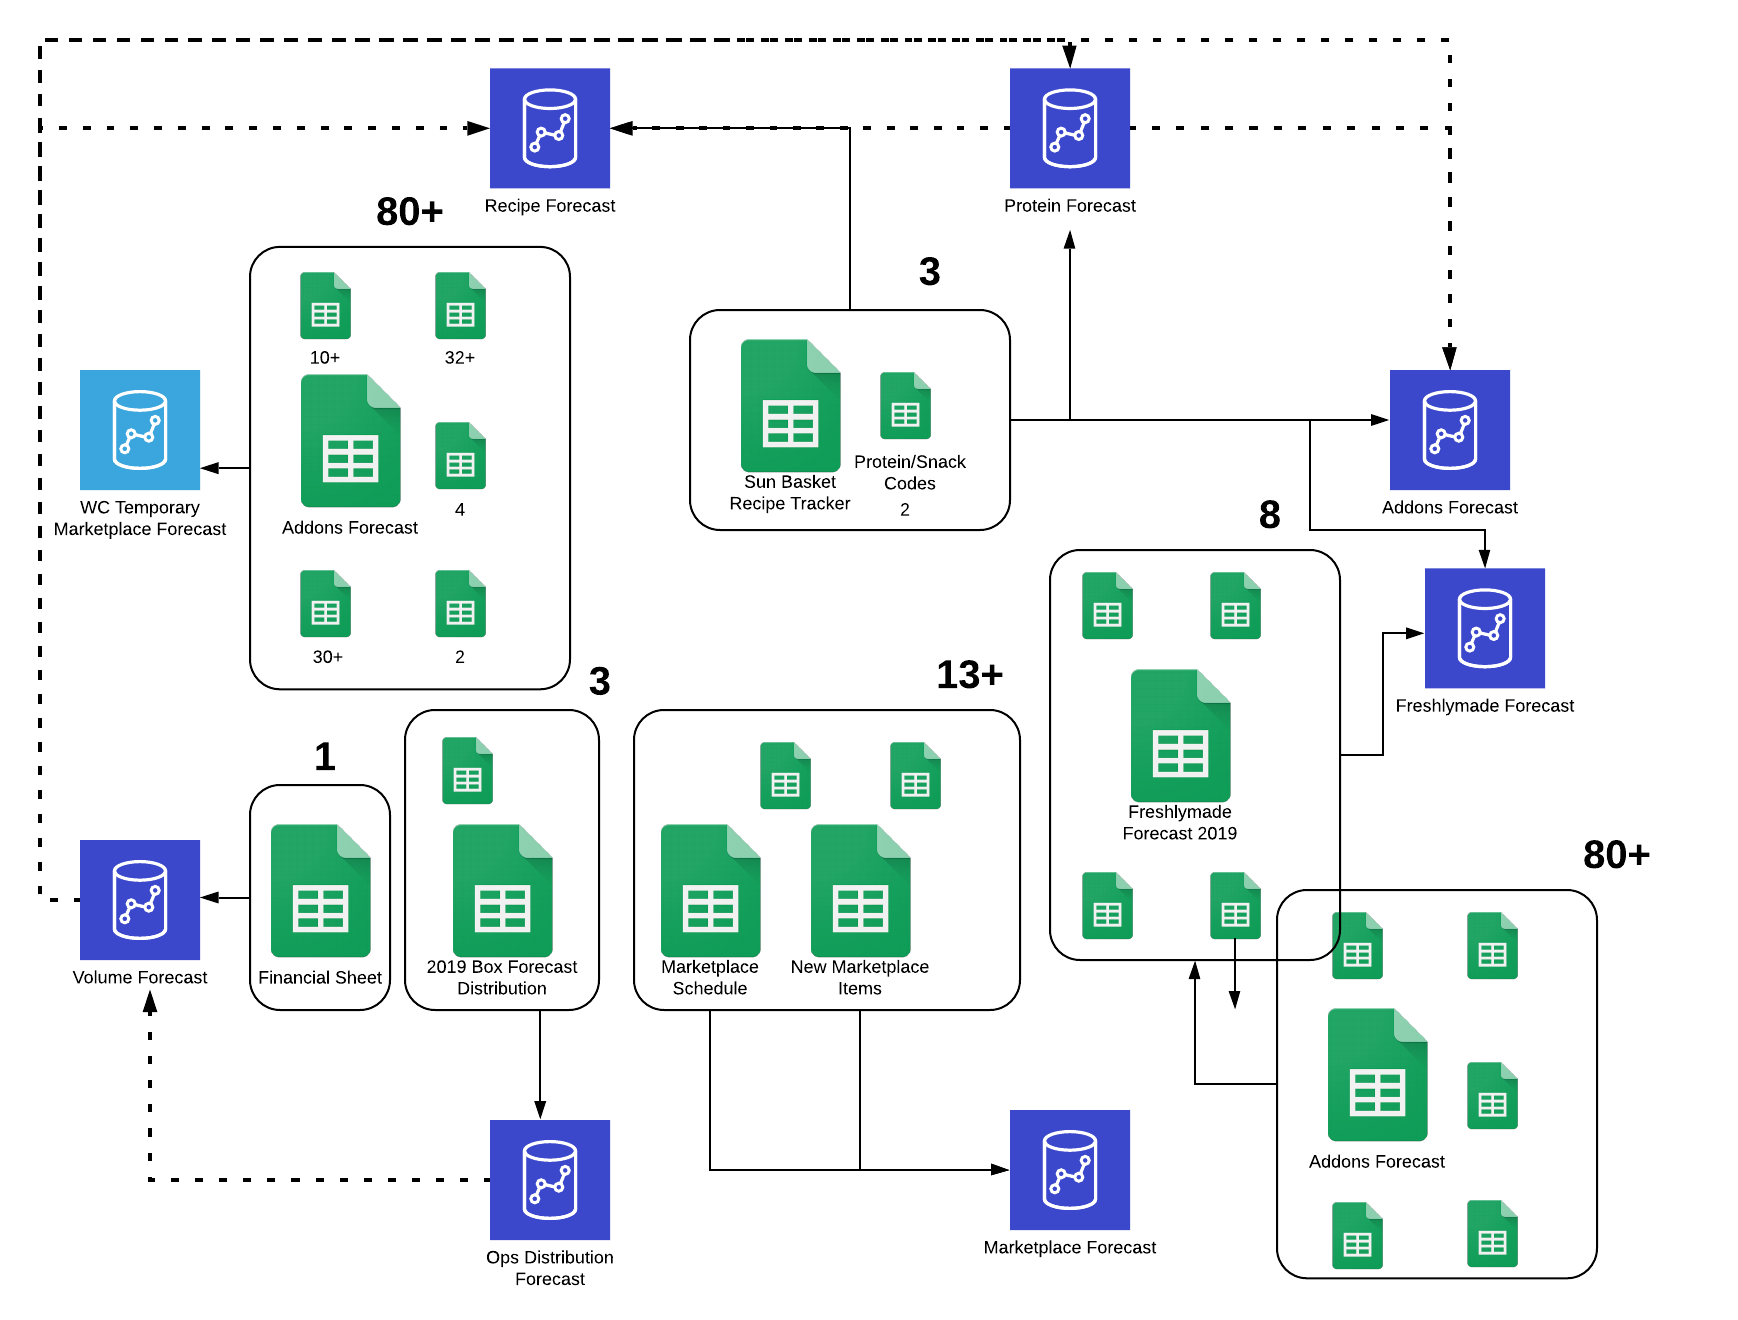 Recipe Forecast
Protein Forecast
80+
3
10+
32+
Addons Forecast
4
30+
2
WC Temporary
Marketplace Forecast
Sun Basket
Recipe Tracker
Protein/Snack
Codes
2
Addons Forecast
8
Freshlymade Forecast
Freshlymade
Forecast 2019
3
13+
1
Financial Sheet
Volume Forecast
2019 Box Forecast
Distribution
Marketplace
Schedule
New Marketplace
Items
80+
Addons Forecast
Ops Distribution
Forecast
Marketplace Forecast